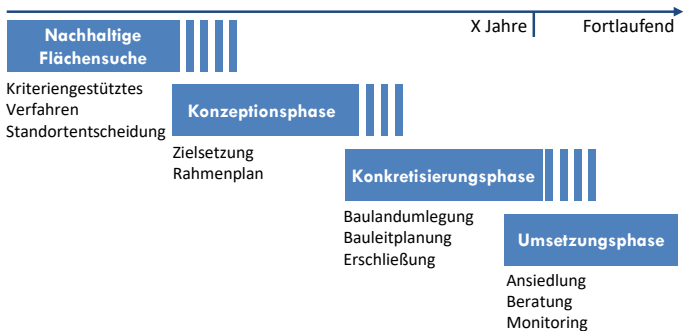 X Jahre
Fortlaufend
Nachhaltige
Flächensuche
Kriteriengestütztes
Verfahren
Standortentscheidung
Konzeptionsphase
Zielsetzung
Rahmenplan
Konkretisierungsphase
Baulandumlegung
Bauleitplanung
Erschließung
Umsetzungsphase
Ansiedlung
Beratung
Monitoring